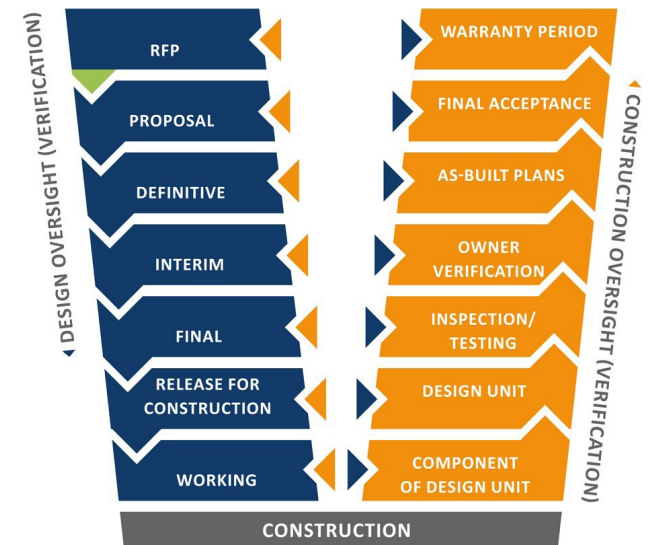 DESIGN OVERSIGHT (VERIFICATION)
RFP
PROPOSAL
DEFINITIVE
INTERIM
FINAL
RELEASE FOR
CONSTRUCTION
WORKING
WARRANTY PERIOD
FINAL ACCEPTANCE
AS-BUILT PLANS
OWNER
VERIFICATION
INSPECTION/
TESTING
DESIGN UNIT
COMPONENT
OF DESIGN UNIT
CONSTRUCTION OVERSIGHT (VERIFICATION)
CONSTRUCTION